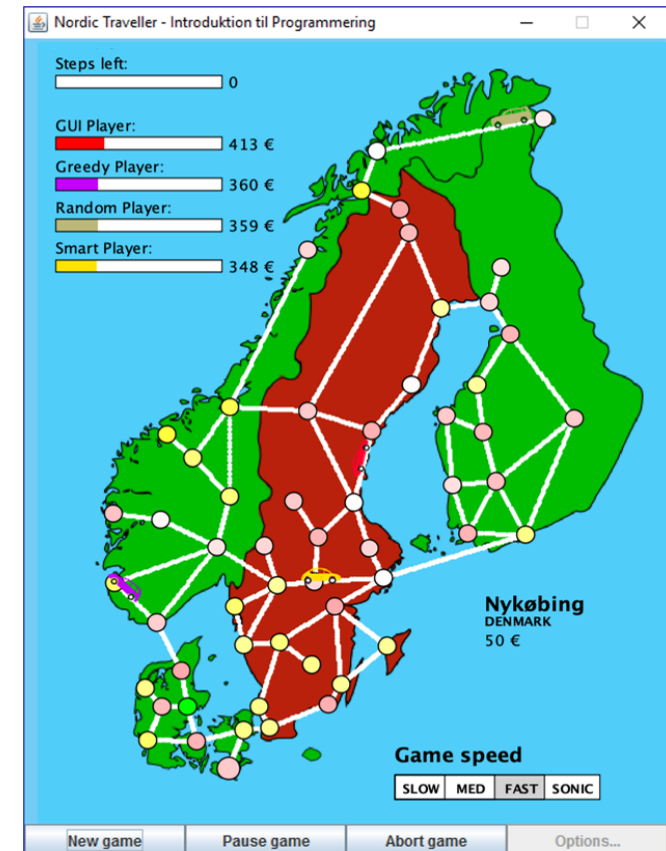 Nordic Traveller - Introduktion til Programmering
Steps left:
0
GUI Player:
413 €
Greedy Player:
360 €
Random Player:
359 €
Smart Player:
348 €
Nykøbing
DENMARK
50 €
Game speed
SLOW MED FAST SONIC
New game Pause game Abort game Options...